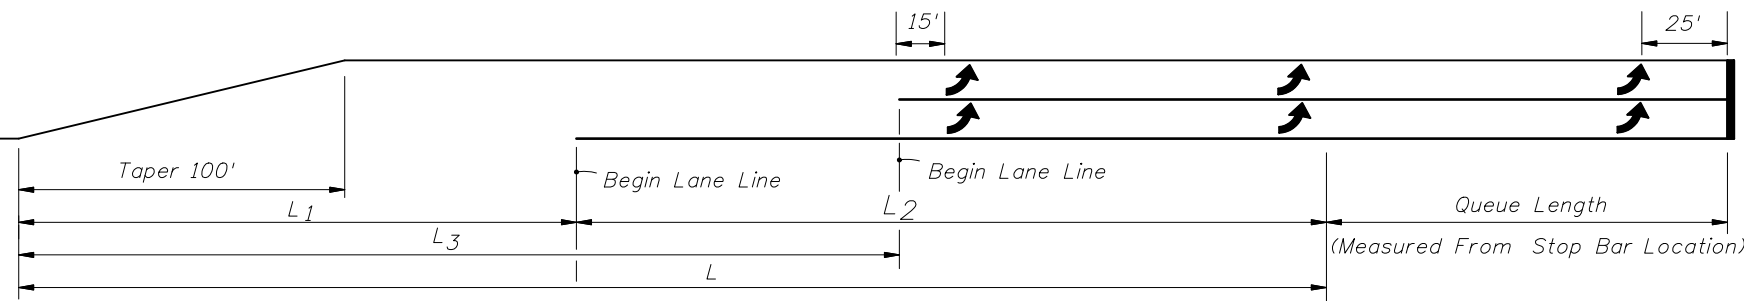 15'
25'
Taper 100'
Begin Lane Line
Begin Lane Line
L1
L2
Queue Length
L3
(Measured From Stop Bar Location)
L